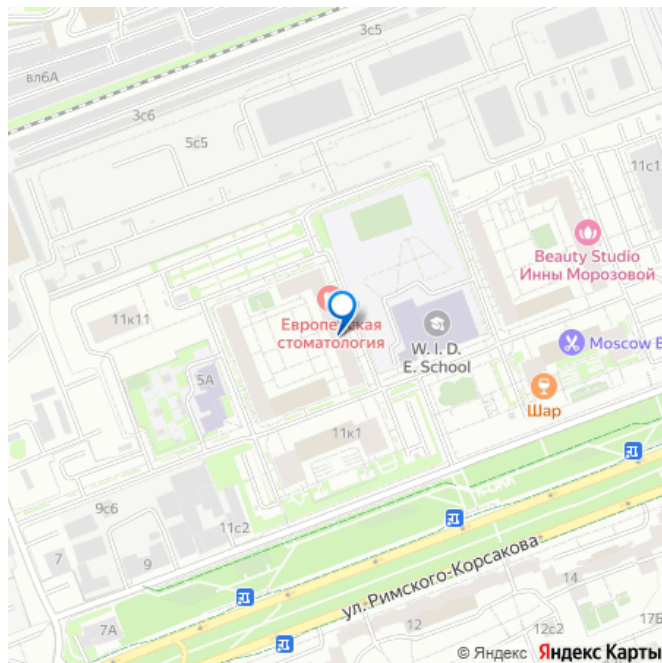 3с5
вл6А
3с6
5с5
11с1
Beauty Studio
Инны Морозовой
11к11
Европейская
стоматология
W. I. D.
E. School
Moscow B
5А
Шар
11к1
9с6
11с2
7
9
ул. Римского-Корсакова
14
7А
12
12с2
17Б
© Яндекс Яндекс Карты